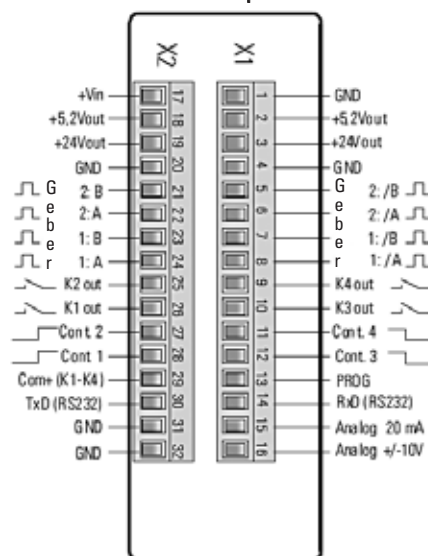 X2 X1
+Vin 17 1 GND
+5,2Vout 18 2 +5,2Vout
+24Vout 19 3 +24Vout
GND 20 4 GND
Geber 2: B 21 5 Geber 2: /B
2: A 22 6 2: /A
1: B 23 7 1: /B
1: A 24 8 1: /A
K2 out 25 9 K4 out
K1 out 26 10 K3 out
Cont. 2 27 11 Cont. 4
Cont 1 28 12 Cont. 3
Com+ (K1-K4) 29 13 PROG
TxD (RS232) 30 14 RxD (RS232)
GND 31 15 Analog 20 mA
GND 32 16 Analog +/-10V